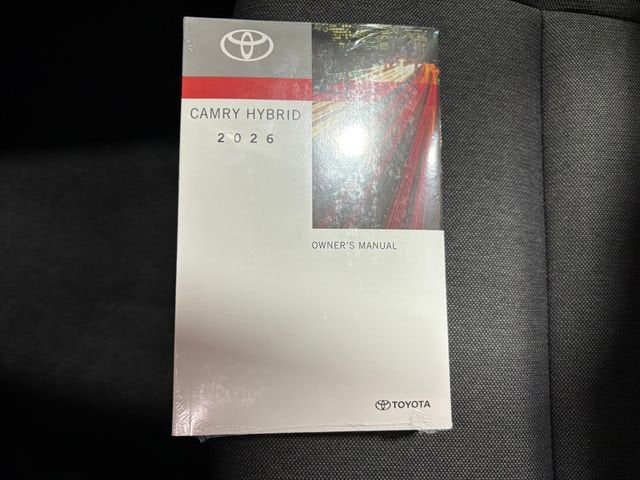 CAMRY HYBRID
2026
OWNER'S MANUAL
TOYOTA